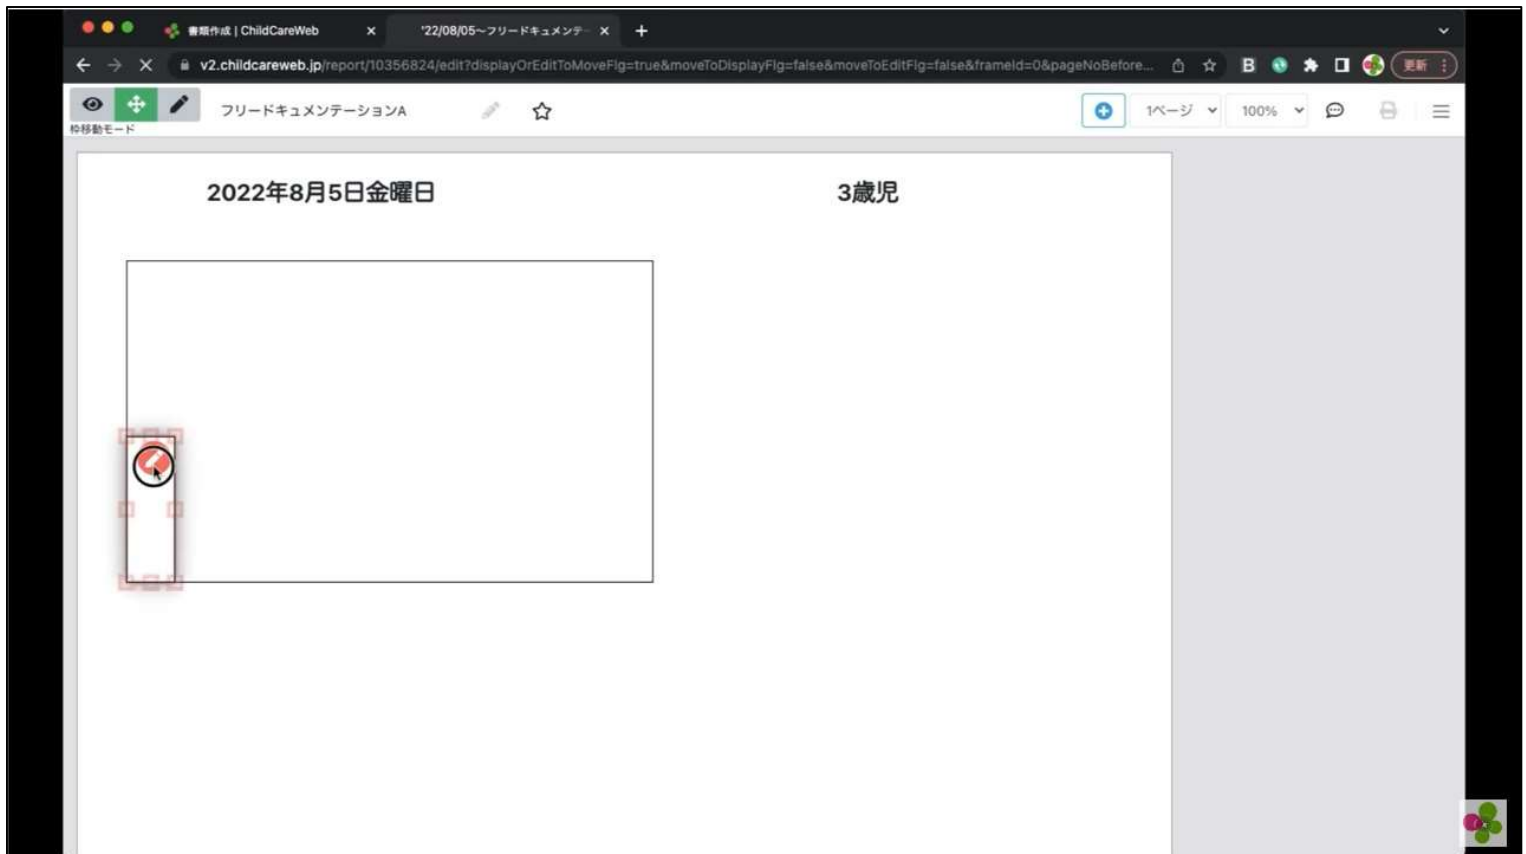 書類作成 | ChildCareWeb
'22/08/05〜フリードキュメンテ
v2.childcareweb.jp/report/10356824/edit?displayOrEditToMoveFlg=true&moveToDisplayFlg=false&moveToEditFlg=false&frameId=0&pageNoBefore...
B
更新
フリードキュメンテーションA
1ページ
100%
枠移動モード
2022年8月5日金曜日
3歳児